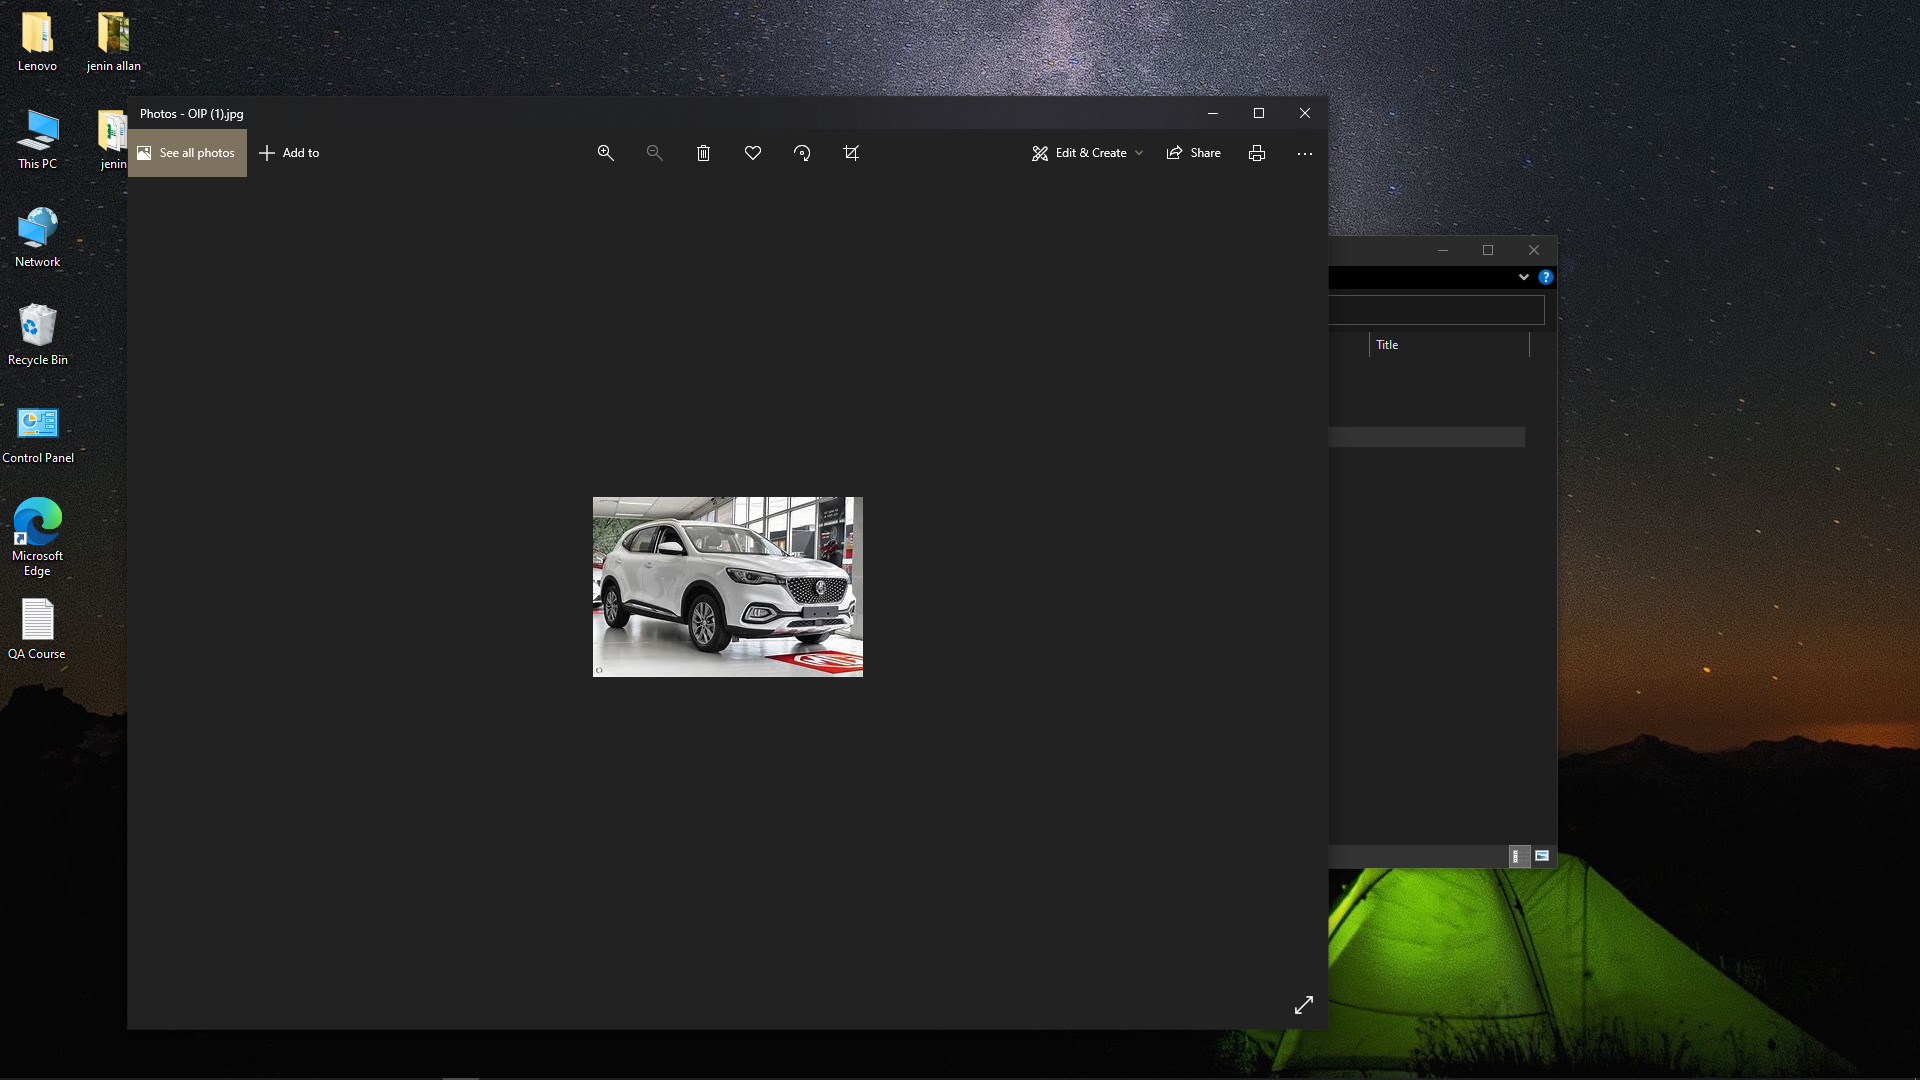 Lenovo
jenin allan
This PC
jenin
Network
Recycle Bin
Control Panel
Microsoft
Edge
QA Course
Photos - OIP (1).jpg
See all photos
Add to
Edit & Create
Share
?
Title